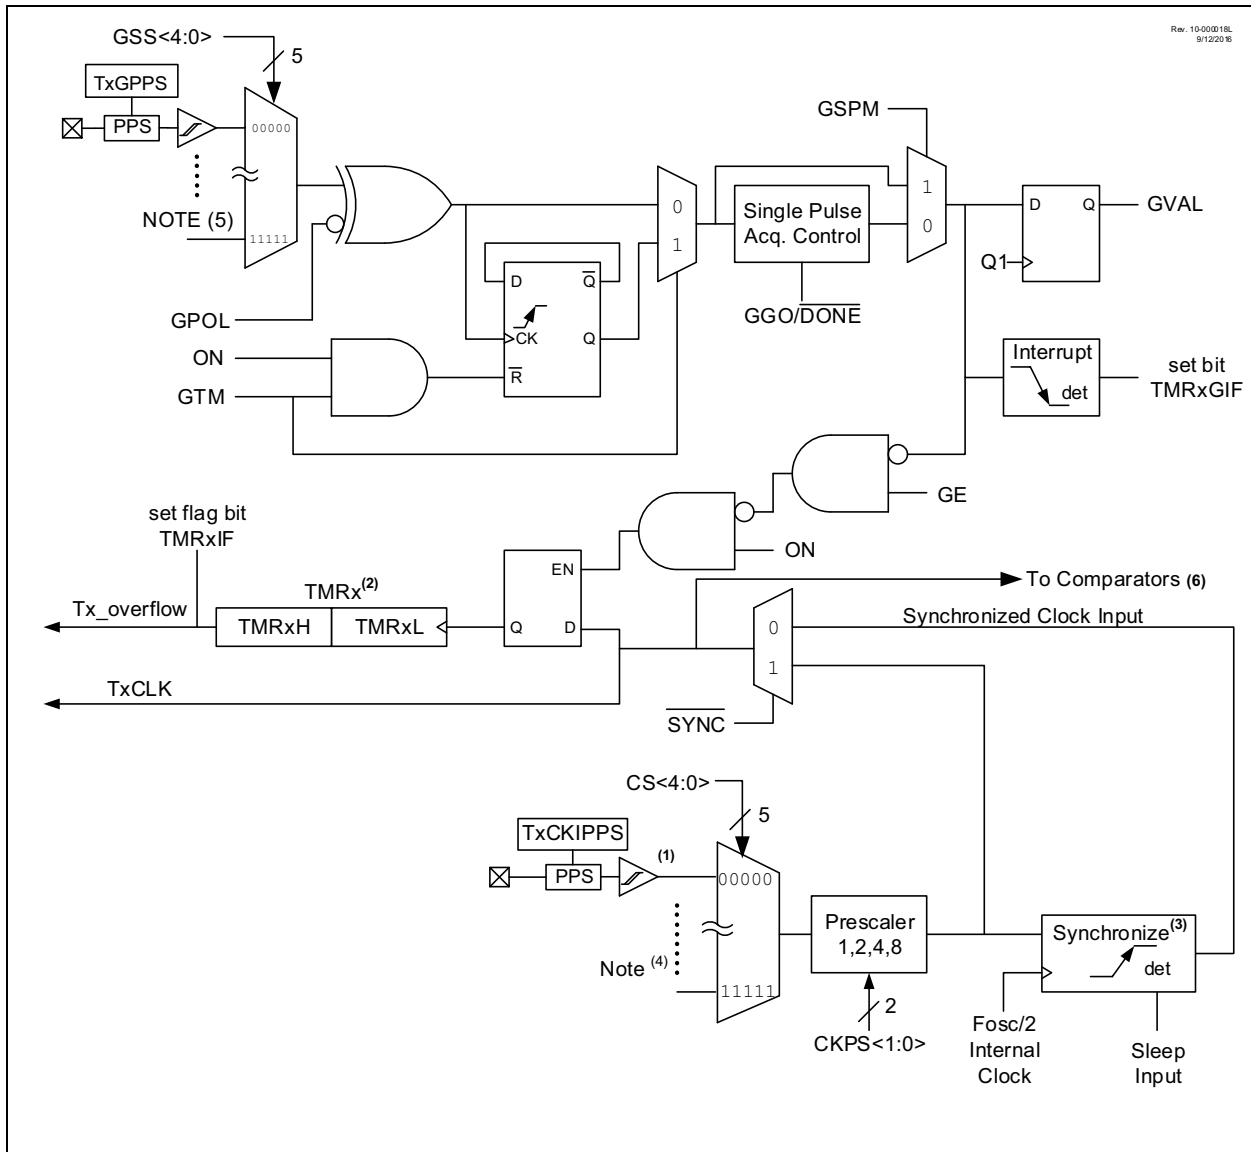 Rev. 10-000018L
9/12/2016
GSS<4:0>
5
TxGPPS
PPS
00000
NOTE (5)
11111
GPOL
ON
GTM
D
Q̅
CK
Q
R̅
0
1
Single Pulse
Acq. Control
GGO/D̅O̅N̅E̅
GSPM
1
0
D
Q
Q1
GVAL
Interrupt
det
set bit
TMRxGIF
GE
ON
set flag bit
TMRxIF
Tx_overflow
TMRx(2)
TMRxH
TMRxL
EN
Q
D
TxCLK
To Comparators (6)
Synchronized Clock Input
0
1
S̅Y̅N̅C̅
CS<4:0>
5
TxCKIPPS
PPS
(1)
00000
Note (4)
11111
Prescaler
1,2,4,8
2
CKPS<1:0>
Synchronize(3)
det
Fosc/2
Internal
Clock
Sleep
Input